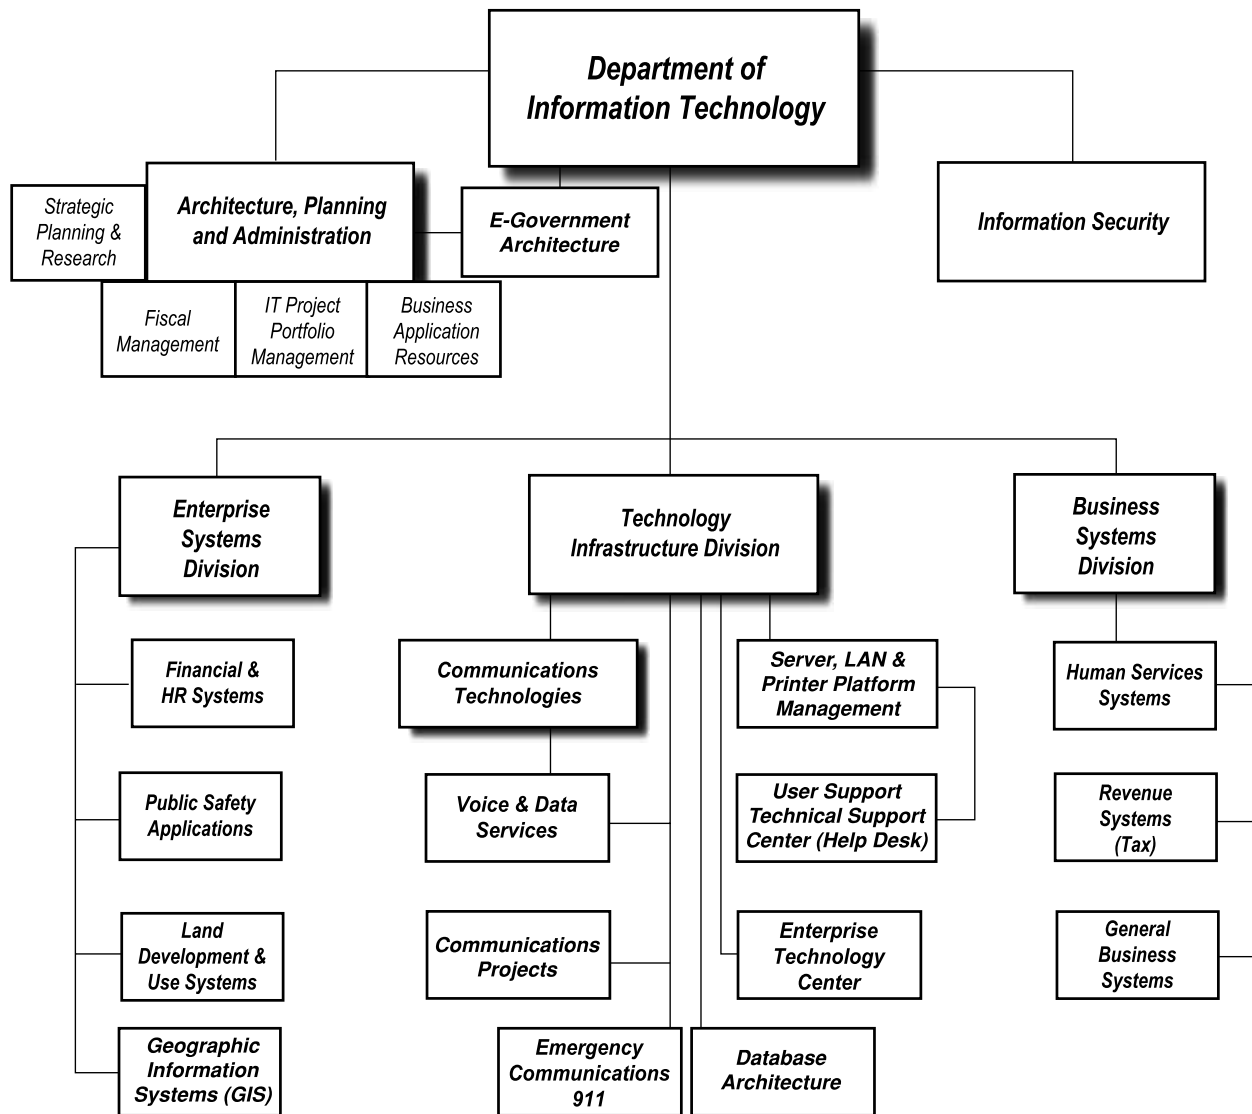 Department of
Information Technology
Strategic
Planning &
Research
Architecture, Planning
and Administration
E-Government
Architecture
Information Security
Fiscal
Management
IT Project
Portfolio
Management
Business
Application
Resources
Enterprise
Systems
Division
Technology
Infrastructure Division
Business
Systems
Division
Financial &
HR Systems
Communications
Technologies
Server, LAN &
Printer Platform
Management
Human Services
Systems
Public Safety
Applications
Voice & Data
Services
User Support
Technical Support
Center (Help Desk)
Revenue
Systems
(Tax)
Land
Development &
Use Systems
Communications
Projects
Enterprise
Technology
Center
General
Business
Systems
Geographic
Information
Systems (GIS)
Emergency
Communications
911
Database
Architecture